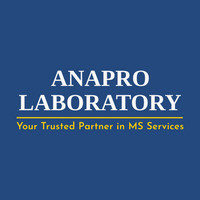 ANAPRO
LABORATORY
Your Trusted Partner in MS Services